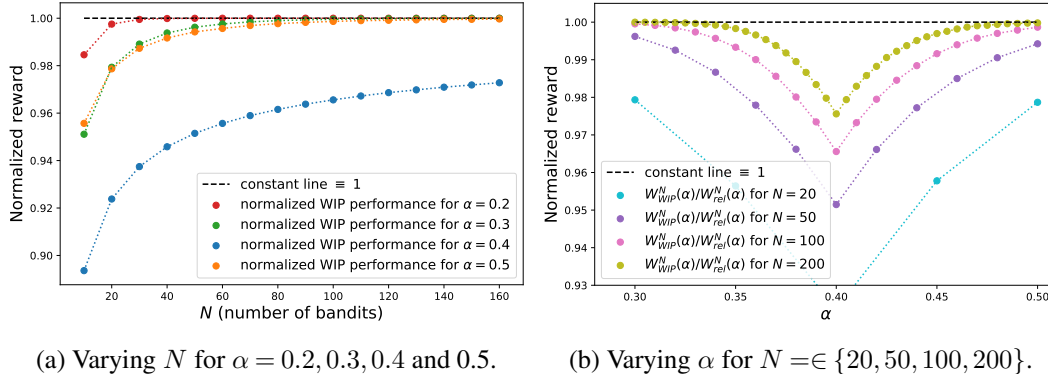 1.00
0.98
0.96
0.94
0.92
0.90
Normalized reward
constant line ≡ 1
normalized WIP performance for α = 0.2
normalized WIP performance for α = 0.3
normalized WIP performance for α = 0.4
normalized WIP performance for α = 0.5
20 40 60 80 100 120 140 160
N (number of bandits)
(a) Varying N for α = 0.2, 0.3, 0.4 and 0.5.
1.00
0.99
0.98
0.97
0.96
0.95
0.94
0.93
Normalized reward
constant line ≡ 1
W^N_WIP(α)/W^N_rel(α) for N = 20
W^N_WIP(α)/W^N_rel(α) for N = 50
W^N_WIP(α)/W^N_rel(α) for N = 100
W^N_WIP(α)/W^N_rel(α) for N = 200
0.30 0.35 0.40 0.45 0.50
α
(b) Varying α for N =∈ {20, 50, 100, 200}.